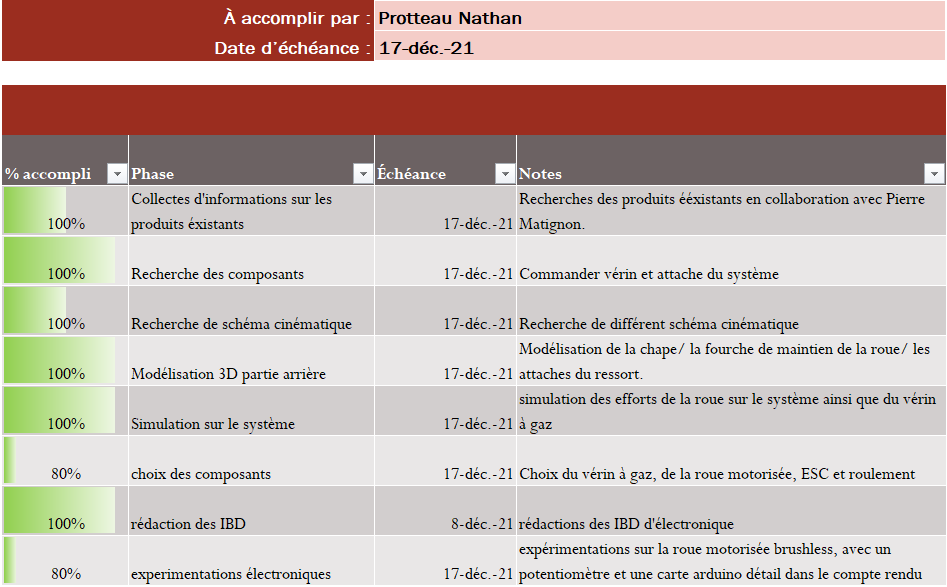 À accomplir par : Protteau Nathan
Date d'échéance : 17-déc.-21
% accompli Phase Échéance Notes
100% Collectes d'informations sur les produits éxistants 17-déc.-21 Recherches des produits ééxistants en collaboration avec Pierre Matignon.
100% Recherche des composants 17-déc.-21 Commander vérin et attache du système
100% Recherche de schéma cinématique 17-déc.-21 Recherche de différent schéma cinématique
100% Modélisation 3D partie arrière 17-déc.-21 Modélisation de la chape/ la fourche de maintien de la roue/ les attaches du ressort.
100% Simulation sur le système 17-déc.-21 simulation des efforts de la roue sur le système ainsi que du vérin à gaz
80% choix des composants 17-déc.-21 Choix du vérin à gaz, de la roue motorisée, ESC et roulement
100% rédaction des IBD 8-déc.-21 rédactions des IBD d'électronique
80% experimentations électroniques 17-déc.-21 expérimentations sur la roue motorisée brushless, avec un potentiomètre et une carte arduino détail dans le compte rendu